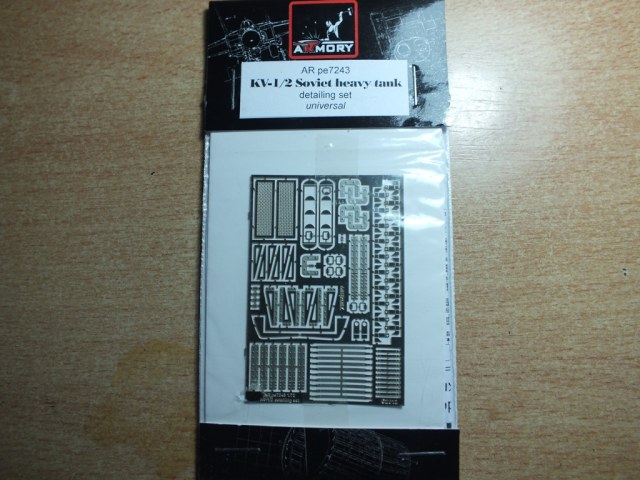 ARMORY
AR pe7243
KV-1/2 Soviet heavy tank
detailing set
universal